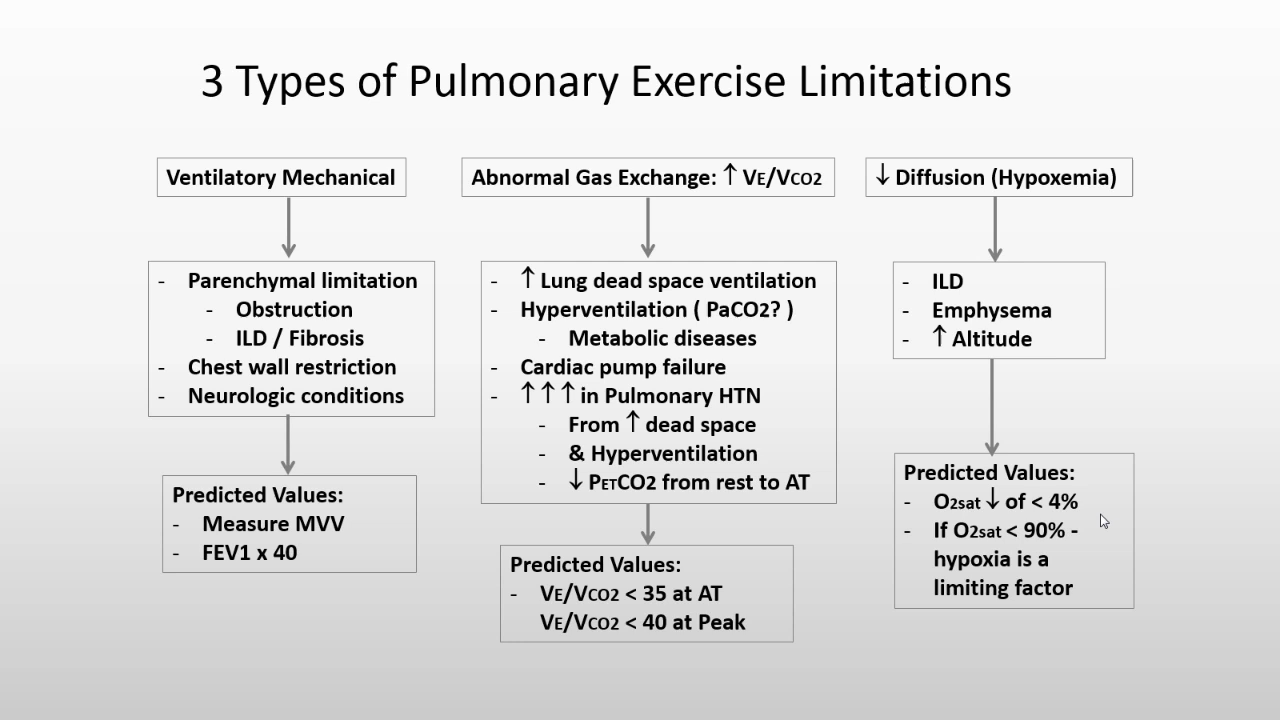 3 Types of Pulmonary Exercise Limitations
Ventilatory Mechanical
- Parenchymal limitation
- Obstruction
- ILD / Fibrosis
- Chest wall restriction
- Neurologic conditions
Predicted Values:
- Measure MVV
- FEV1 x 40
Abnormal Gas Exchange: ↑ VE/VCO2
- ↑ Lung dead space ventilation
- Hyperventilation ( PaCO2? )
- Metabolic diseases
- Cardiac pump failure
- ↑ ↑ ↑ in Pulmonary HTN
- From ↑ dead space
- & Hyperventilation
- ↓ PETCO2 from rest to AT
Predicted Values:
- VE/VCO2 < 35 at AT
VE/VCO2 < 40 at Peak
↓ Diffusion (Hypoxemia)
- ILD
- Emphysema
- ↑ Altitude
Predicted Values:
- O2sat ↓ of < 4%
- If O2sat < 90% -
hypoxia is a
limiting factor